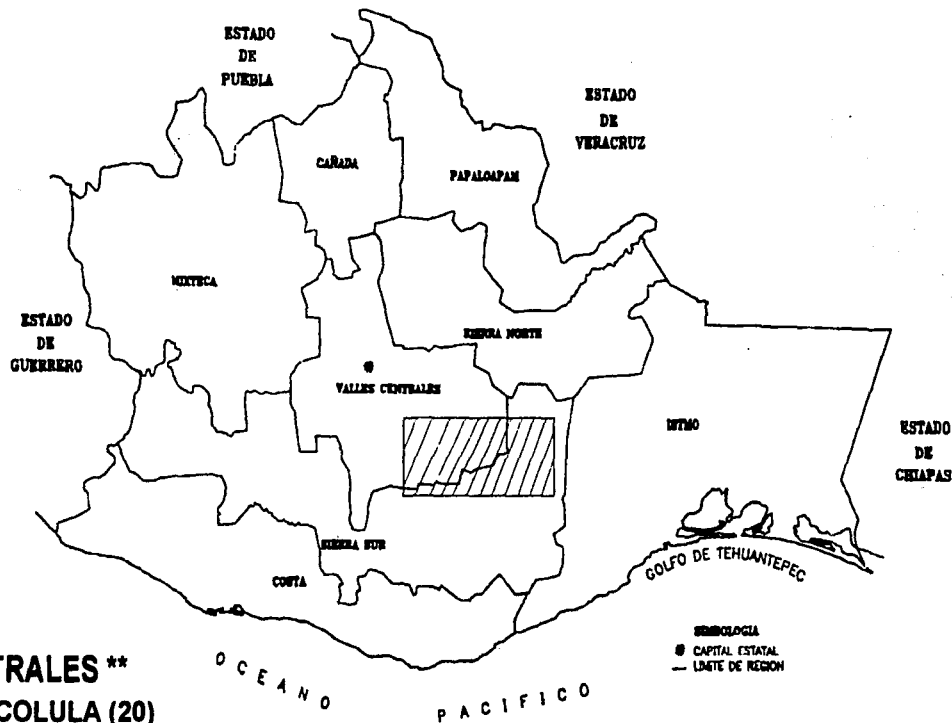 ESTADO
DE
PUEBLA
ESTADO
DE
VERACRUZ
CAÑADA
PAPALOAPAM
MIXTECA
ESTADO
DE
GUERRERO
SIERRA NORTE
VALLES CENTRALES
ISTMO
ESTADO
DE
CHIAPAS
SIERRA SUR
COSTA
GOLFO DE TEHUANTEPEC
SIMBOLOGIA
CAPITAL ESTATAL
LIMITE DE REGION
TRALES **
COLULA (20)
OCEANO
PACIFICO